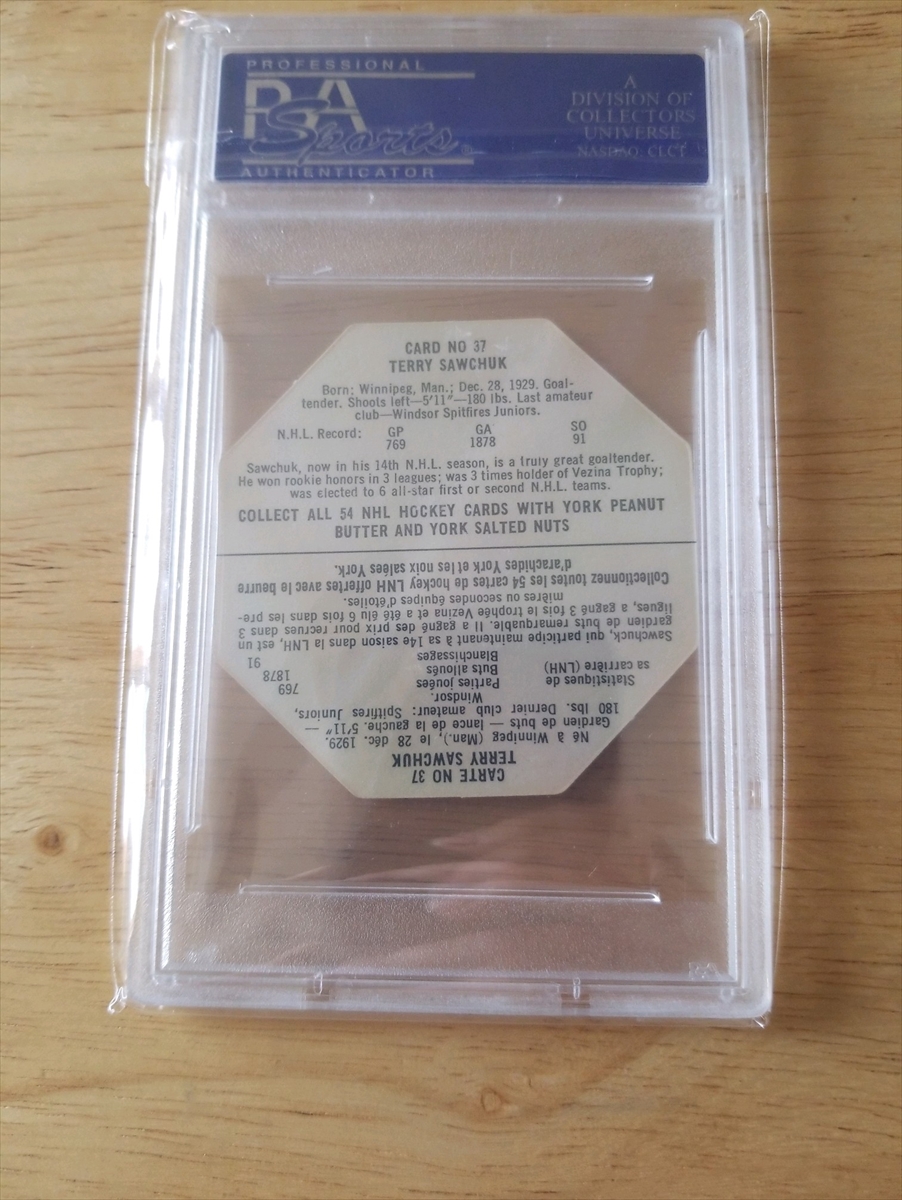 PROFESSIONAL
PSA
Sports
AUTHENTICATOR
A
DIVISION OF
COLLECTORS
UNIVERSE
NASDAQ: CLCT
CARD NO 37
TERRY SAWCHUK
Born: Winnipeg, Man.; Dec. 28, 1929. Goal-
tender. Shoots left—5'11"—180 lbs. Last amateur
club—Windsor Spitfires Juniors.
N.H.L. Record: GP GA SO
769 1878 91
Sawchuk, now in his 14th N.H.L. season, is a truly great goaltender.
He won rookie honors in 3 leagues; was 3 times holder of Vezina Trophy;
was elected to 6 all-star first or second N.H.L. teams.
COLLECT ALL 54 NHL HOCKEY CARDS WITH YORK PEANUT
BUTTER AND YORK SALTED NUTS
CARTE NO 37
TERRY SAWCHUK
Né à Winnipeg (Man.), le 28 déc. 1929.
Gardien de buts — lance de la gauche. 5'11" —
180 lbs. Dernier club amateur: Spitfires Juniors,
Windsor.
Statistiques de Parties jouées 769
sa carrière (LNH) Buts alloués 1878
Blanchissages 91
Sawchuck, qui participe maintenant à sa 14e saison dans la LNH, est un
gardien de buts remarquable. Il a gagné des prix pour recrues dans 3
ligues, a gagné 3 fois le trophée Vezina et a été élu 6 fois dans les pre-
mières ou secondes équipes d'étoiles.
Collectionnez toutes les 54 cartes de hockey LNH offertes avec le beurre
d'arachides York et les noix salées York.